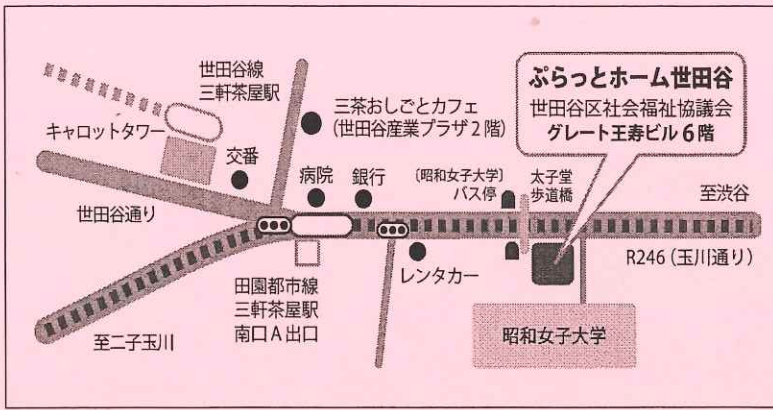 世田谷線
三軒茶屋駅
キャロットタワー
交番
世田谷通り
三茶おしごとカフェ
(世田谷産業プラザ2階)
病院
銀行
〔昭和女子大学〕
バス停
太子堂
歩道橋
ぷらっとホーム世田谷
世田谷区社会福祉協議会
グレート王寿ビル6階
至渋谷
R246(玉川通り)
レンタカー
田園都市線
三軒茶屋駅
南口A出口
至二子玉川
昭和女子大学